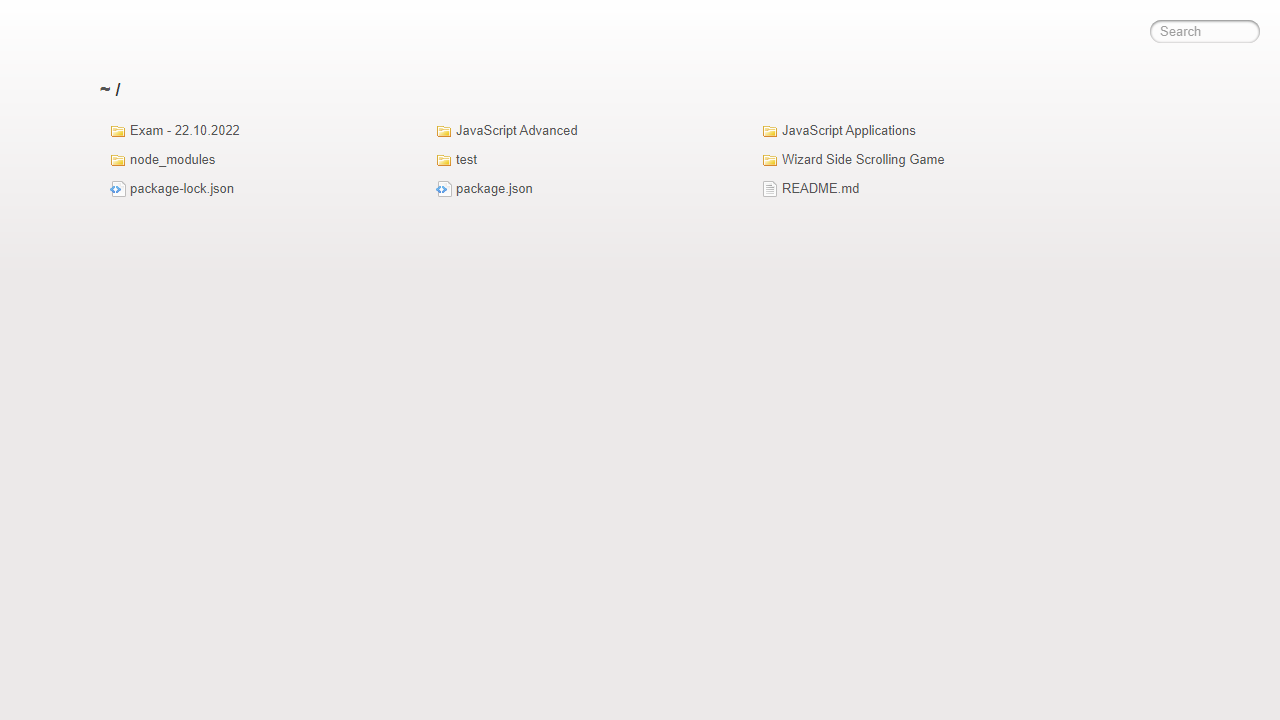 Search
~ /
Exam - 22.10.2022 JavaScript Advanced JavaScript Applications
node_modules test Wizard Side Scrolling Game
package-lock.json package.json README.md